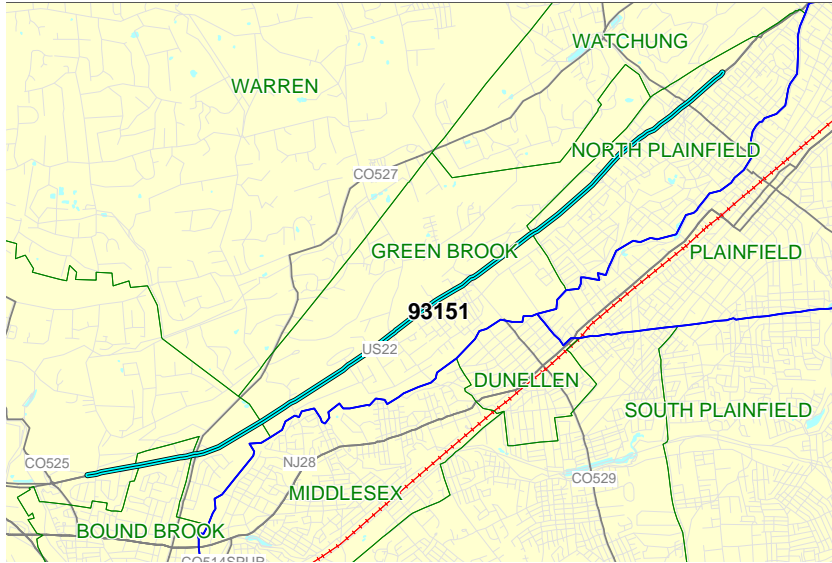 WATCHUNG
WARREN
NORTH PLAINFIELD
CO527
GREEN BROOK
PLAINFIELD
93151
US22
DUNELLEN
SOUTH PLAINFIELD
CO525
NJ28
CO529
MIDDLESEX
BOUND BROOK
CO514SPUR